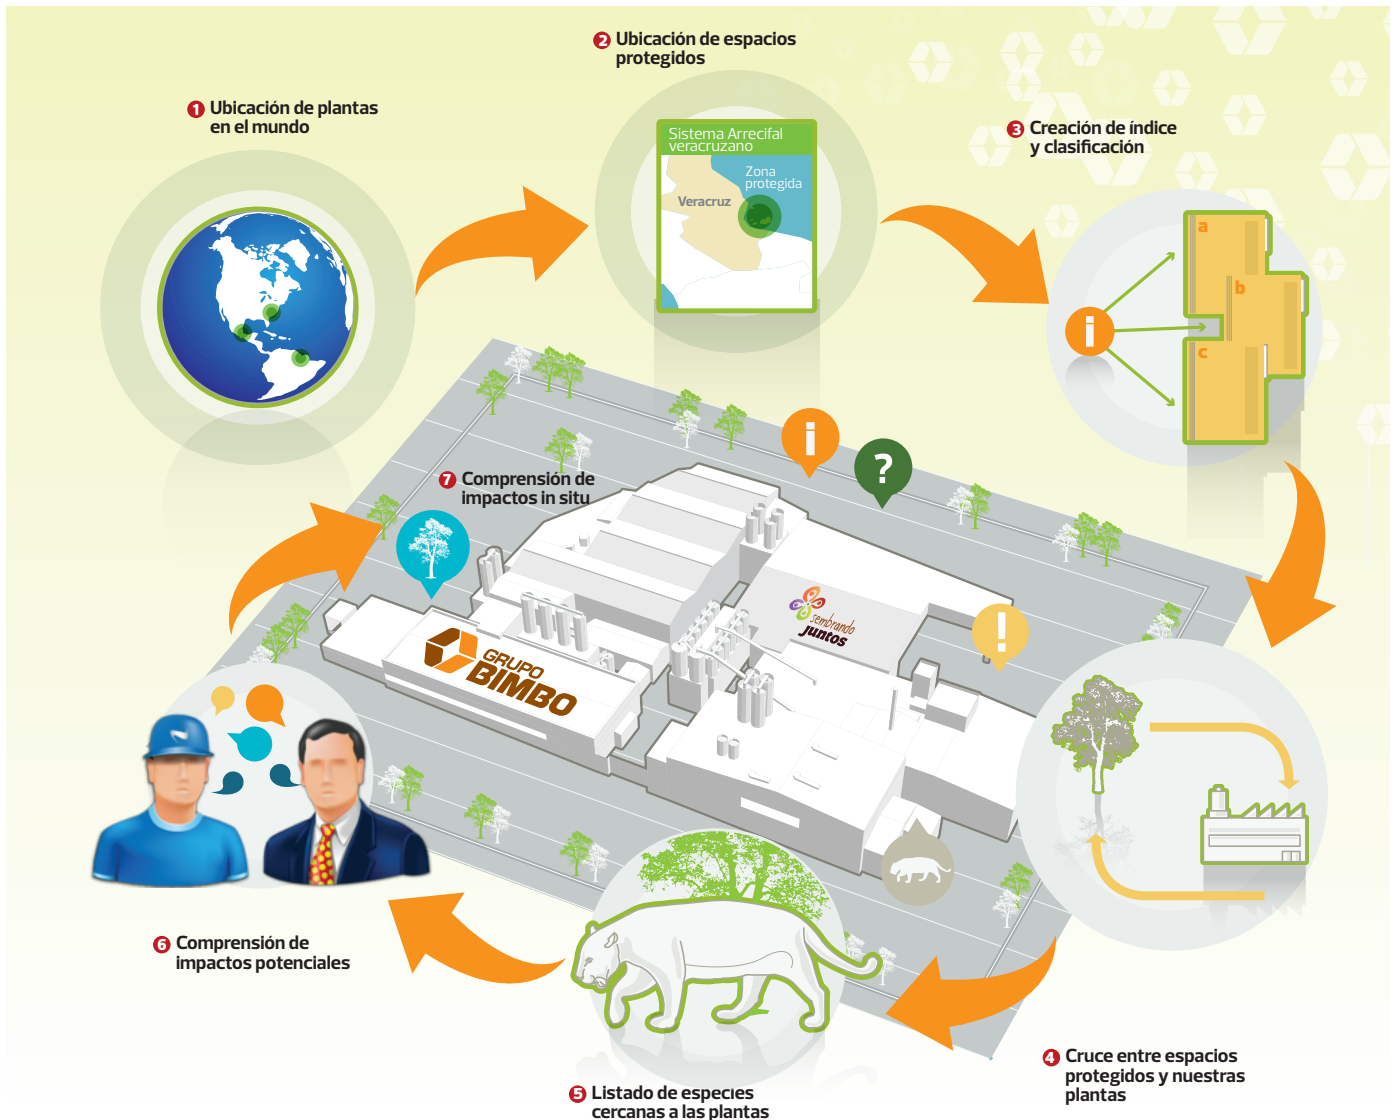 1 Ubicación de plantas
en el mundo
2 Ubicación de espacios
protegidos
Sistema Arrecifal
veracruzano
Zona
protegida
Veracruz
3 Creación de índice
y clasificación
a
b
c
i
i
?
7 Comprensión de
impactos in situ
!
sembrando
juntos
GRUPO
BIMBO
6 Comprensión de
impactos potenciales
4 Cruce entre espacios
protegidos y nuestras
plantas
5 Listado de especies
cercanas a las plantas